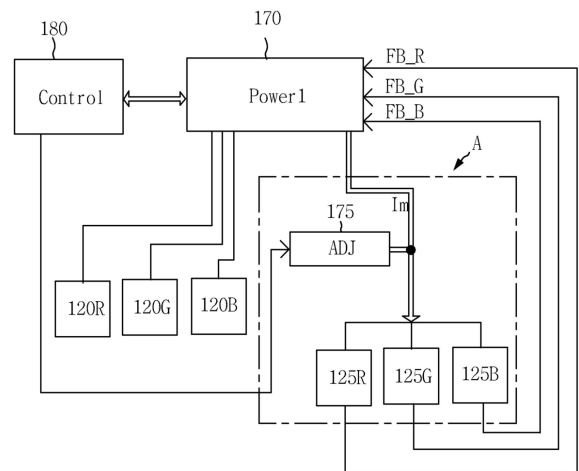 180
170
Control
Power1
FB_R
FB_G
FB_B
A
Im
175
ADJ
120R
120G
120B
125R
125G
125B